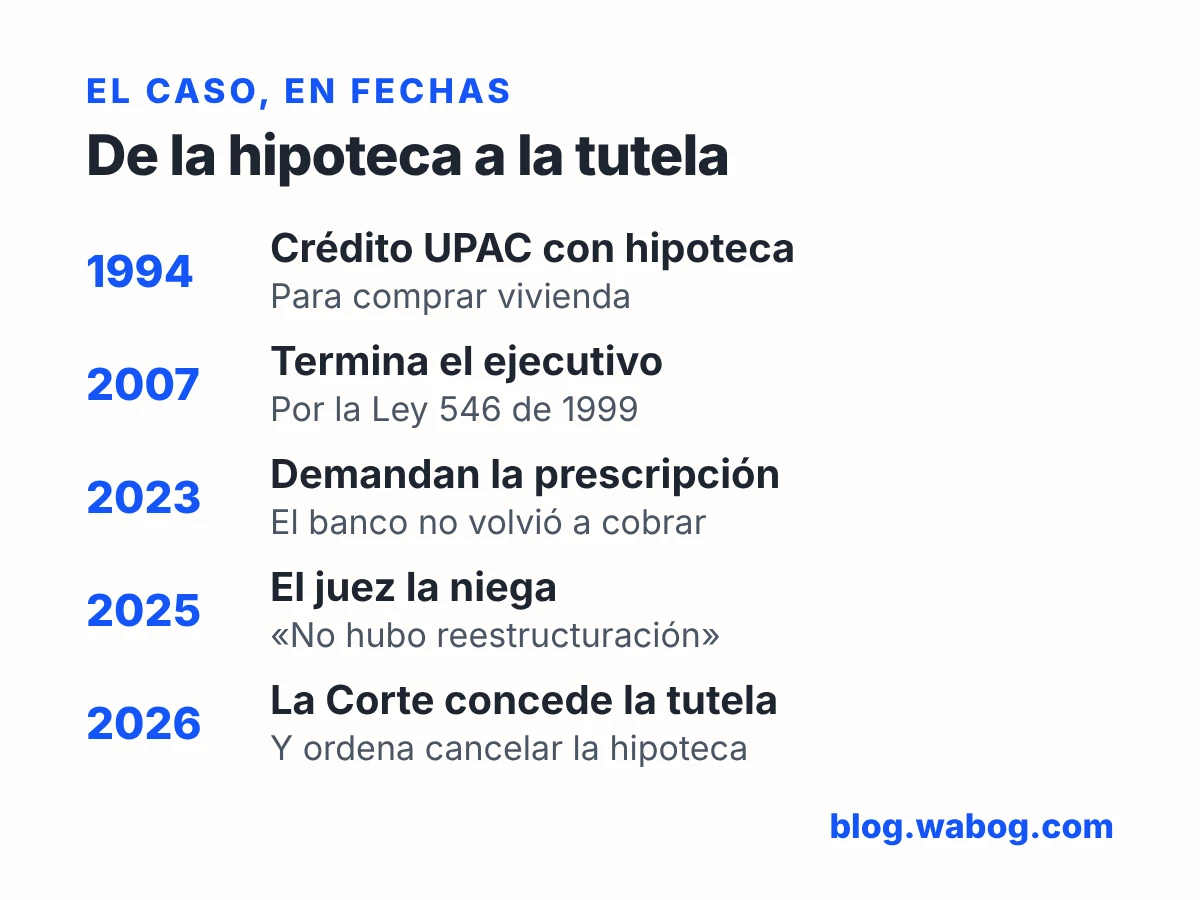 EL CASO, EN FECHAS
De la hipoteca a la tutela
1994
Crédito UPAC con hipoteca
Para comprar vivienda
2007
Termina el ejecutivo
Por la Ley 546 de 1999
2023
Demandan la prescripción
El banco no volvió a cobrar
2025
El juez la niega
«No hubo reestructuración»
2026
La Corte concede la tutela
Y ordena cancelar la hipoteca
blog.wabog.com